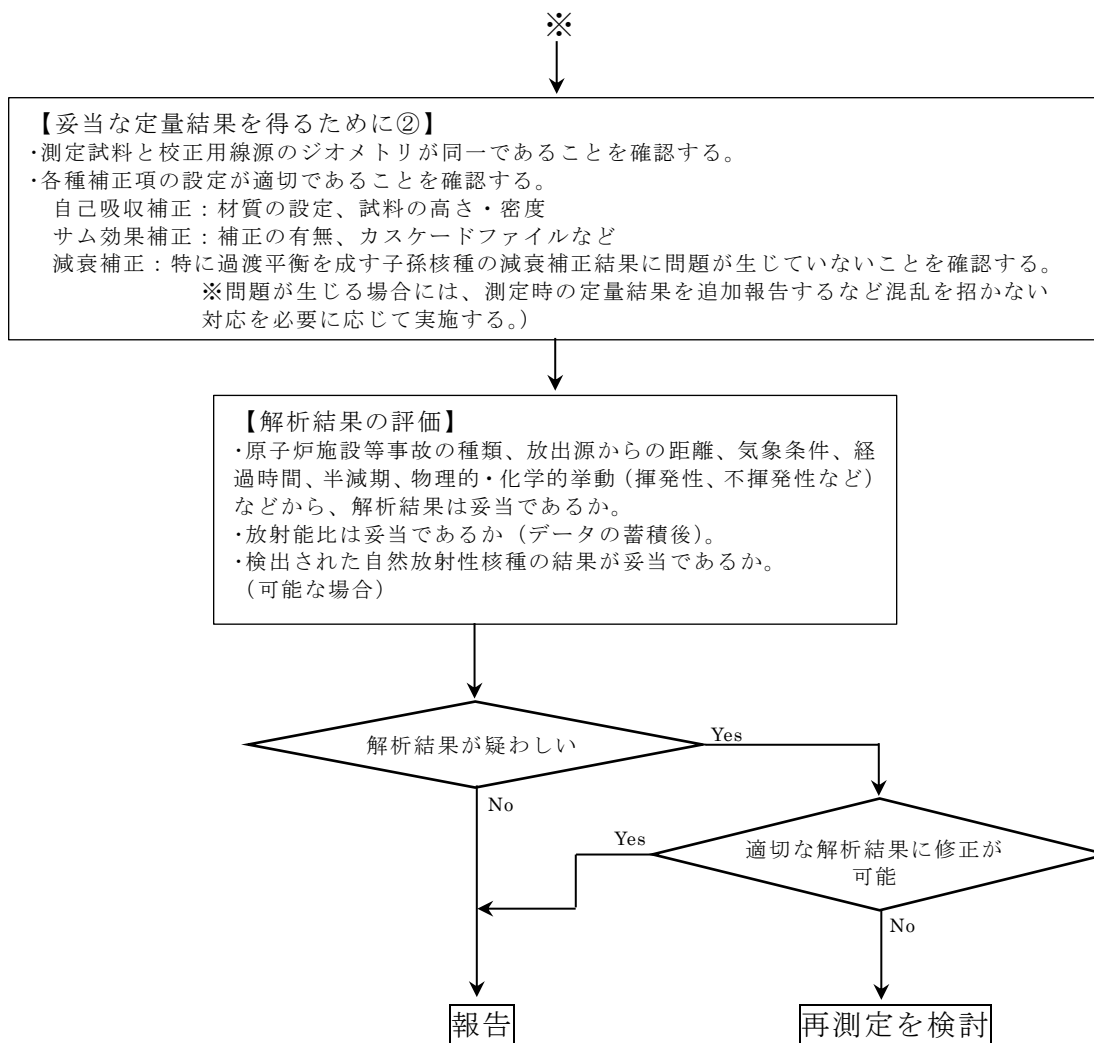 ※
【妥当な定量結果を得るために②】
・測定試料と校正用線源のジオメトリが同一であることを確認する。
・各種補正項の設定が適切であることを確認する。
自己吸収補正：材質の設定、試料の高さ・密度
サム効果補正：補正の有無、カスケードファイルなど
減衰補正：特に過渡平衡を成す子孫核種の減衰補正結果に問題が生じていないことを確認する。
※問題が生じる場合には、測定時の定量結果を追加報告するなど混乱を招かない
対応を必要に応じて実施する。）
【解析結果の評価】
・原子炉施設等事故の種類、放出源からの距離、気象条件、経
過時間、半減期、物理的・化学的挙動（揮発性、不揮発性など）
などから、解析結果は妥当であるか。
・放射能比は妥当であるか（データの蓄積後）。
・検出された自然放射性核種の結果が妥当であるか。
（可能な場合）
解析結果が疑わしい
Yes
No
Yes
適切な解析結果に修正が
可能
No
報告
再測定を検討